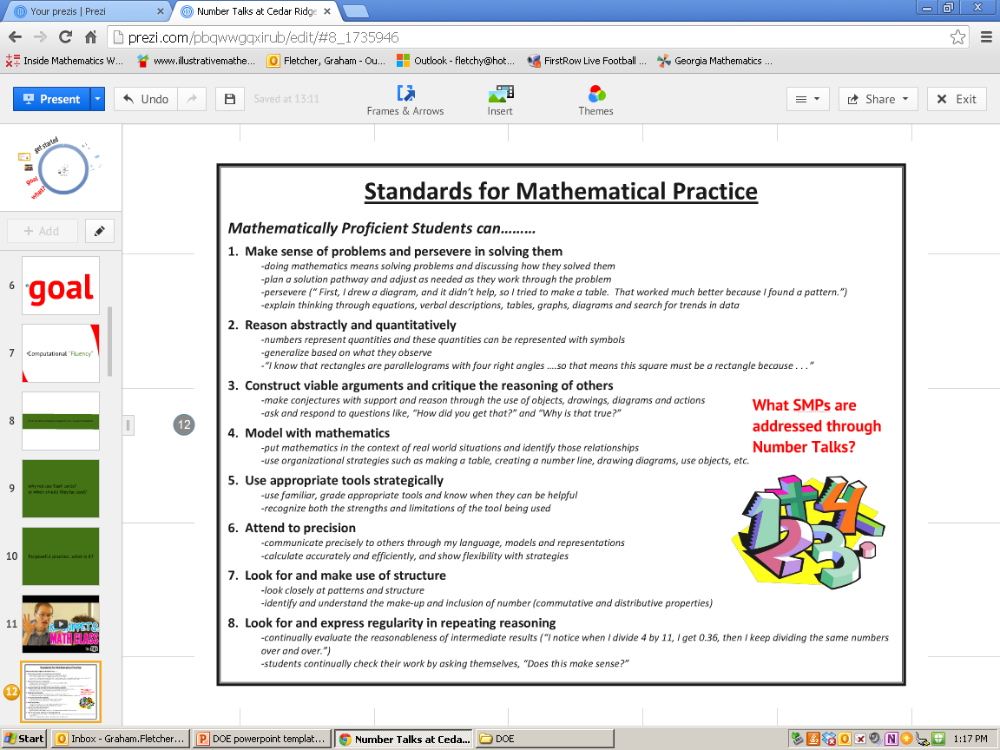 Your prezis | Prezi
Number Talks at Cedar Ridge
prezi.com/pbqwwgqxirub/edit/#8_1735946
Inside Mathematics W...
www.illustrativemathe...
Fletcher, Graham - Ou...
Outlook - fletchy@hot...
FirstRow Live Football ...
Georgia Mathematics ...
Present
Undo
Saved at 13:11
Frames & Arrows
Insert
Themes
Share
Exit
get started
goal
what?
+ Add
6
goal
7
•Computational "Fluency"
8
9
why not use flash cards?
or when should they be used?
10
Purposeful practice, what is it?
11
MATH CLASS
12
Standards for Mathematical Practice
12
Standards for Mathematical Practice
Mathematically Proficient Students can………
1. Make sense of problems and persevere in solving them
-doing mathematics means solving problems and discussing how they solved them
-plan a solution pathway and adjust as needed as they work through the problem
-persevere (“ First, I drew a diagram, and it didn’t help, so I tried to make a table. That worked much better because I found a pattern.”)
-explain thinking through equations, verbal descriptions, tables, graphs, diagrams and search for trends in data
2. Reason abstractly and quantitatively
-numbers represent quantities and these quantities can be represented with symbols
-generalize based on what they observe
-“I know that rectangles are parallelograms with four right angles ….so that means this square must be a rectangle because . . .”
3. Construct viable arguments and critique the reasoning of others
-make conjectures with support and reason through the use of objects, drawings, diagrams and actions
-ask and respond to questions like, “How did you get that?” and “Why is that true?”
4. Model with mathematics
-put mathematics in the context of real world situations and identify those relationships
-use organizational strategies such as making a table, creating a number line, drawing diagrams, use objects, etc.
5. Use appropriate tools strategically
-use familiar, grade appropriate tools and know when they can be helpful
-recognize both the strengths and limitations of the tool being used
6. Attend to precision
-communicate precisely to others through my language, models and representations
-calculate accurately and efficiently, and show flexibility with strategies
7. Look for and make use of structure
-look closely at patterns and structure
-identify and understand the make-up and inclusion of number (commutative and distributive properties)
8. Look for and express regularity in repeating reasoning
-continually evaluate the reasonableness of intermediate results (“I notice when I divide 4 by 11, I get 0.36, then I keep dividing the same numbers
over and over.”)
-students continually check their work by asking themselves, “Does this make sense?”
What SMPs are
addressed through
Number Talks?
1 2 3 4
Start
Inbox - Graham.Fletcher...
DOE powerpoint templat...
Number Talks at Ceda...
DOE
1:17 PM